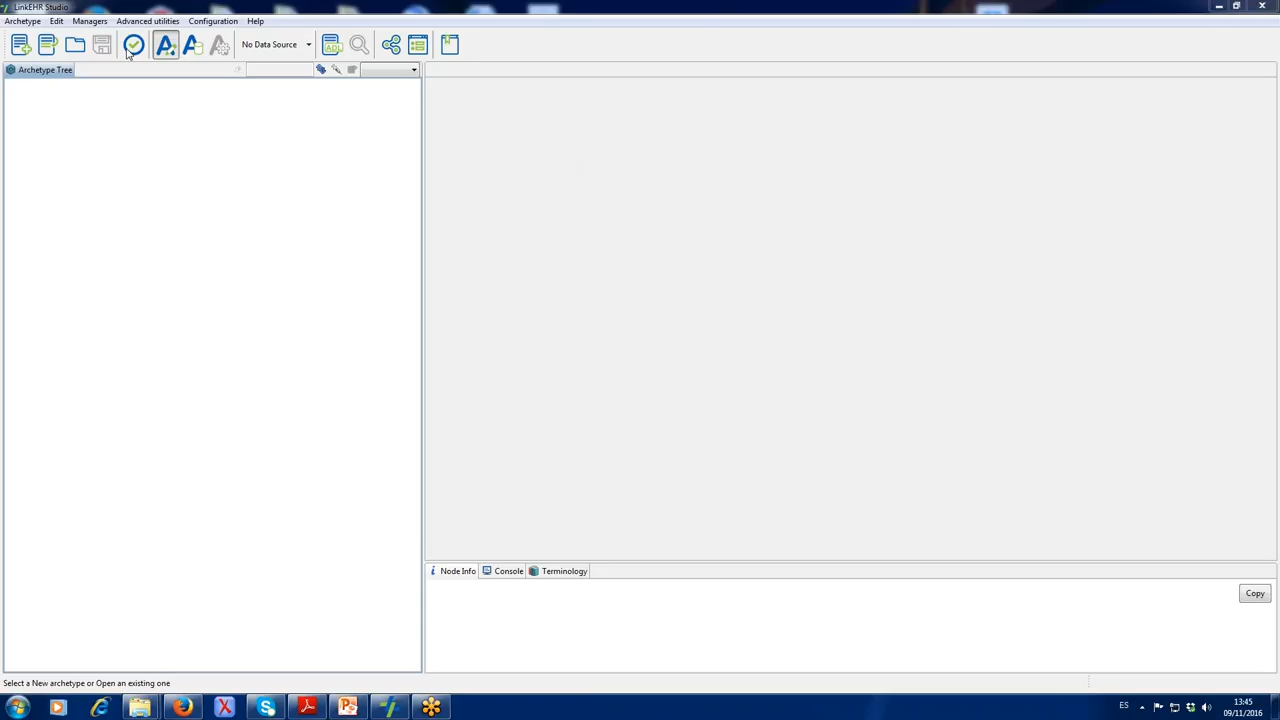 LinkEHR Studio
Archetype Edit Managers Advanced utilities Configuration Help
No Data Source
ADL
Archetype Tree
Node Info Console Terminology
Copy
Select a New archetype or Open an existing one
ES 13:45
09/11/2016